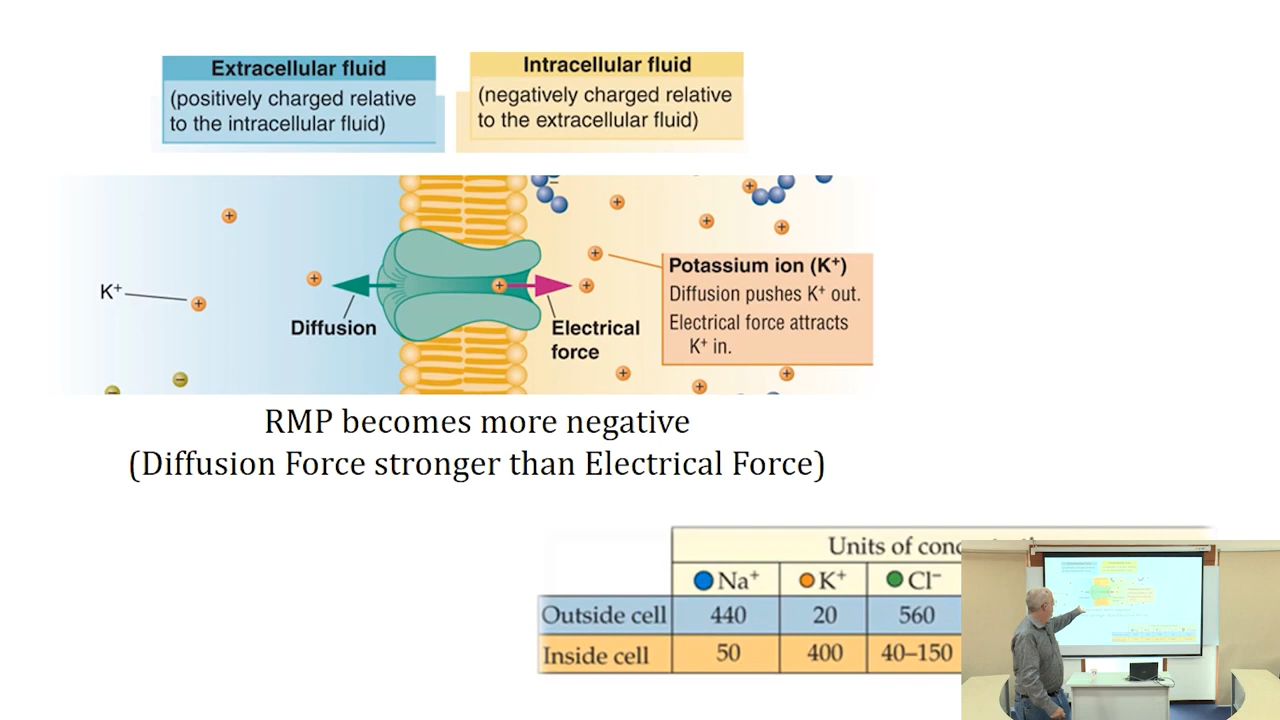 Extracellular fluid
(positively charged relative
to the intracellular fluid)
Intracellular fluid
(negatively charged relative
to the extracellular fluid)
K+
Diffusion
Electrical
force
Potassium ion (K+)
Diffusion pushes K+ out.
Electrical force attracts
K+ in.
RMP becomes more negative
(Diffusion Force stronger than Electrical Force)
Units of
Na+ K+ Cl−
Outside cell 440 20 560
Inside cell 50 400 40–150